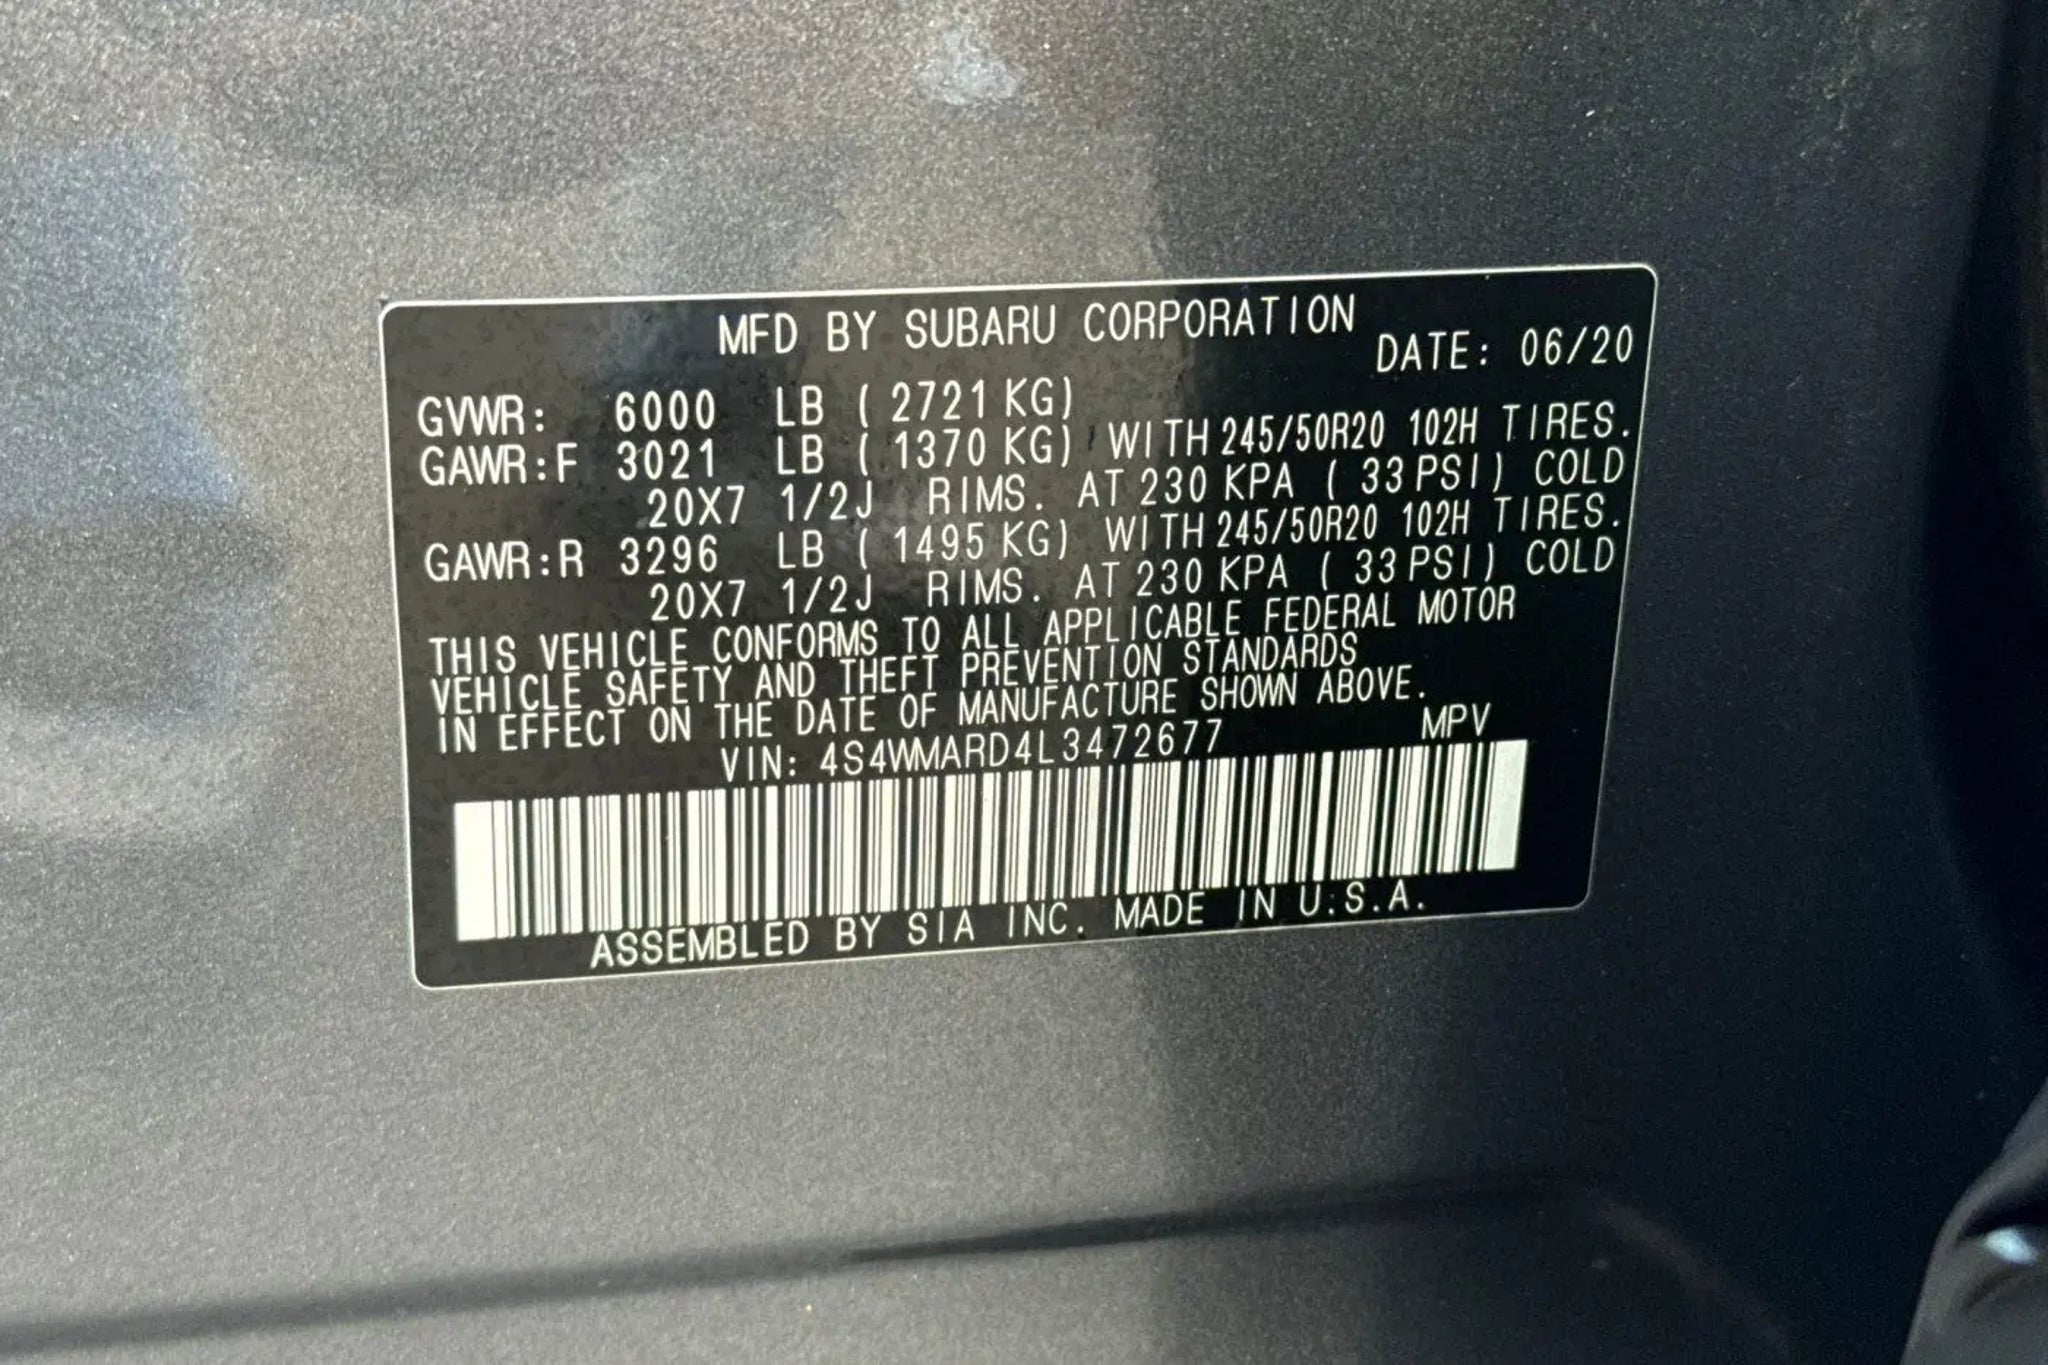 MFD BY SUBARU CORPORATION
DATE: 06/20
GVWR: 6000 LB ( 2721 KG)
GAWR:F 3021 LB ( 1370 KG) WITH 245/50R20 102H TIRES.
20X7 1/2J RIMS. AT 230 KPA ( 33 PSI) COLD
GAWR:R 3296 LB ( 1495 KG) WITH 245/50R20 102H TIRES.
20X7 1/2J RIMS. AT 230 KPA ( 33 PSI) COLD
THIS VEHICLE CONFORMS TO ALL APPLICABLE FEDERAL MOTOR
VEHICLE SAFETY AND THEFT PREVENTION STANDARDS
IN EFFECT ON THE DATE OF MANUFACTURE SHOWN ABOVE.
VIN: 4S4WMARD4L3472677 MPV
ASSEMBLED BY SIA INC. MADE IN U.S.A.